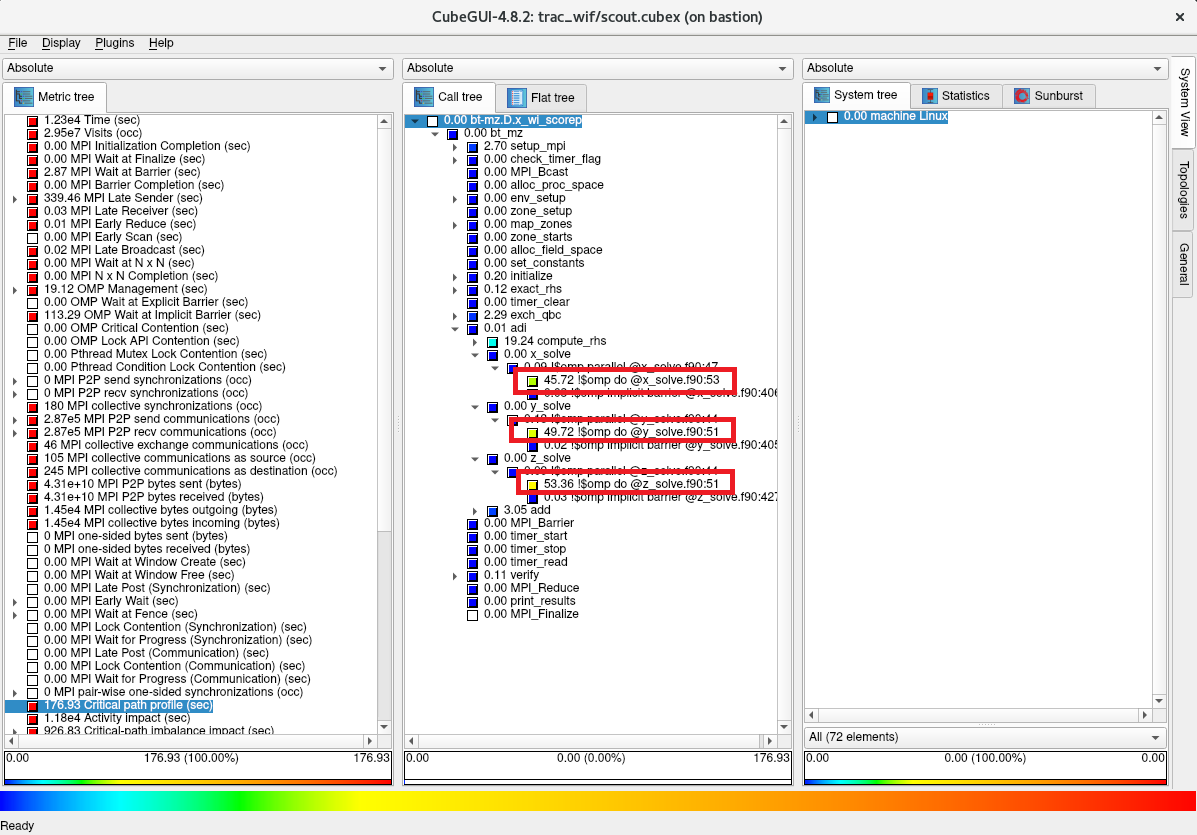 CubeGUI-4.8.2: trac_wif/scout.cubex (on bastion)
File Display Plugins Help
Absolute
Metric tree
1.23e4 Time (sec)
2.95e7 Visits (occ)
0.00 MPI Initialization Completion (sec)
0.00 MPI Wait at Finalize (sec)
2.87 MPI Wait at Barrier (sec)
0.00 MPI Barrier Completion (sec)
339.46 MPI Late Sender (sec)
0.03 MPI Late Receiver (sec)
0.01 MPI Early Reduce (sec)
0.00 MPI Early Scan (sec)
0.02 MPI Late Broadcast (sec)
0.00 MPI Wait at N x N (sec)
0.00 MPI N x N Completion (sec)
19.12 OMP Management (sec)
0.00 OMP Wait at Explicit Barrier (sec)
113.29 OMP Wait at Implicit Barrier (sec)
0.00 OMP Critical Contention (sec)
0.00 OMP Lock API Contention (sec)
0.00 Pthread Mutex Lock Contention (sec)
0.00 Pthread Condition Lock Contention (sec)
0 MPI P2P send synchronizations (occ)
0 MPI P2P recv synchronizations (occ)
180 MPI collective synchronizations (occ)
2.87e5 MPI P2P send communications (occ)
2.87e5 MPI P2P recv communications (occ)
46 MPI collective exchange communications (occ)
105 MPI collective communications as source (occ)
245 MPI collective communications as destination (occ)
4.31e+10 MPI P2P bytes sent (bytes)
4.31e+10 MPI P2P bytes received (bytes)
1.45e4 MPI collective bytes outgoing (bytes)
1.45e4 MPI collective bytes incoming (bytes)
0 MPI one-sided bytes sent (bytes)
0 MPI one-sided bytes received (bytes)
0.00 MPI Wait at Window Create (sec)
0.00 MPI Wait at Window Free (sec)
0.00 MPI Late Post (Synchronization) (sec)
0.00 MPI Early Wait (sec)
0.00 MPI Wait at Fence (sec)
0.00 MPI Lock Contention (Synchronization) (sec)
0.00 MPI Wait for Progress (Synchronization) (sec)
0.00 MPI Late Post (Communication) (sec)
0.00 MPI Lock Contention (Communication) (sec)
0.00 MPI Wait for Progress (Communication) (sec)
0 MPI pair-wise one-sided synchronizations (occ)
176.93 Critical path profile (sec)
1.18e4 Activity impact (sec)
926.83 Critical-path imbalance impact (sec)
0.00 176.93 (100.00%) 176.93
Absolute
Call tree Flat tree
0.00 bt-mz.D.x_wl_scorep
0.00 bt_mz
2.70 setup_mpi
0.00 check_timer_flag
0.00 MPI_Bcast
0.00 alloc_proc_space
0.00 env_setup
0.00 zone_setup
0.00 map_zones
0.00 zone_starts
0.00 alloc_field_space
0.00 set_constants
0.20 initialize
0.12 exact_rhs
0.00 timer_clear
2.29 exch_qbc
0.01 adi
19.24 compute_rhs
0.00 x_solve
0.09 !$omp parallel @x_solve.f90:47
45.72 !$omp do @x_solve.f90:53
0.03 !$omp implicit barrier @x_solve.f90:406
0.00 y_solve
!$omp parallel @y_solve.f90:44
49.72 !$omp do @y_solve.f90:51
0.02 !$omp implicit barrier @y_solve.f90:405
0.00 z_solve
!$omp parallel @z_solve.f90:44
53.36 !$omp do @z_solve.f90:51
0.03 !$omp implicit barrier @z_solve.f90:427
3.05 add
0.00 MPI_Barrier
0.00 timer_start
0.00 timer_stop
0.00 timer_read
0.11 verify
0.00 MPI_Reduce
0.00 print_results
0.00 MPI_Finalize
0.00 0.00 (0.00%) 176.93
Absolute
System tree Statistics Sunburst
0.00 machine Linux
All (72 elements)
0.00 0.00 (100.00%) 0.00
System View
Topologies
General
Ready